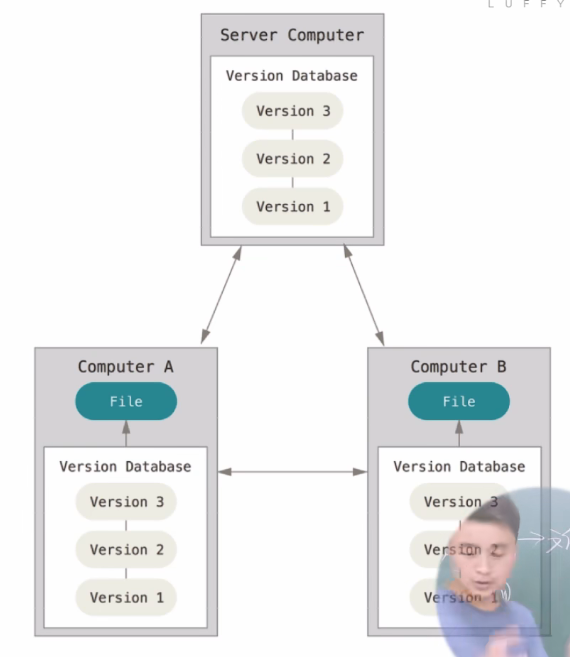 LUFFY
Server Computer
Version Database
Version 3
Version 2
Version 1
Computer A
File
Version Database
Version 3
Version 2
Version 1
Computer B
File
Version Database
Version 3
Version 2
Version 1